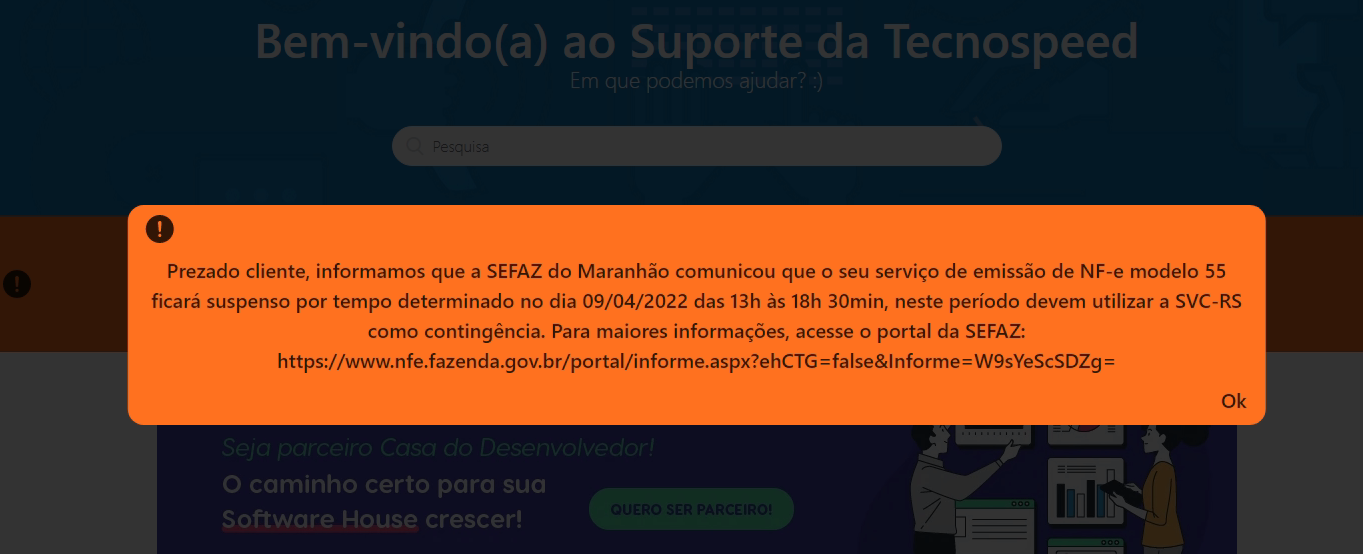 Bem-vindo(a) ao Suporte da Tecnospeed
Em que podemos ajudar? :)
Pesquisa
Prezado cliente, informamos que a SEFAZ do Maranhão comunicou que o seu serviço de emissão de NF-e modelo 55
ficará suspenso por tempo determinado no dia 09/04/2022 das 13h às 18h 30min, neste período devem utilizar a SVC-RS
como contingência. Para maiores informações, acesse o portal da SEFAZ:
https://www.nfe.fazenda.gov.br/portal/informe.aspx?ehCTG=false&Informe=W9sYeScSDZg=
Ok
Seja parceiro Casa do Desenvolvedor!
O caminho certo para sua
Software House crescer!
QUERO SER PARCEIRO!